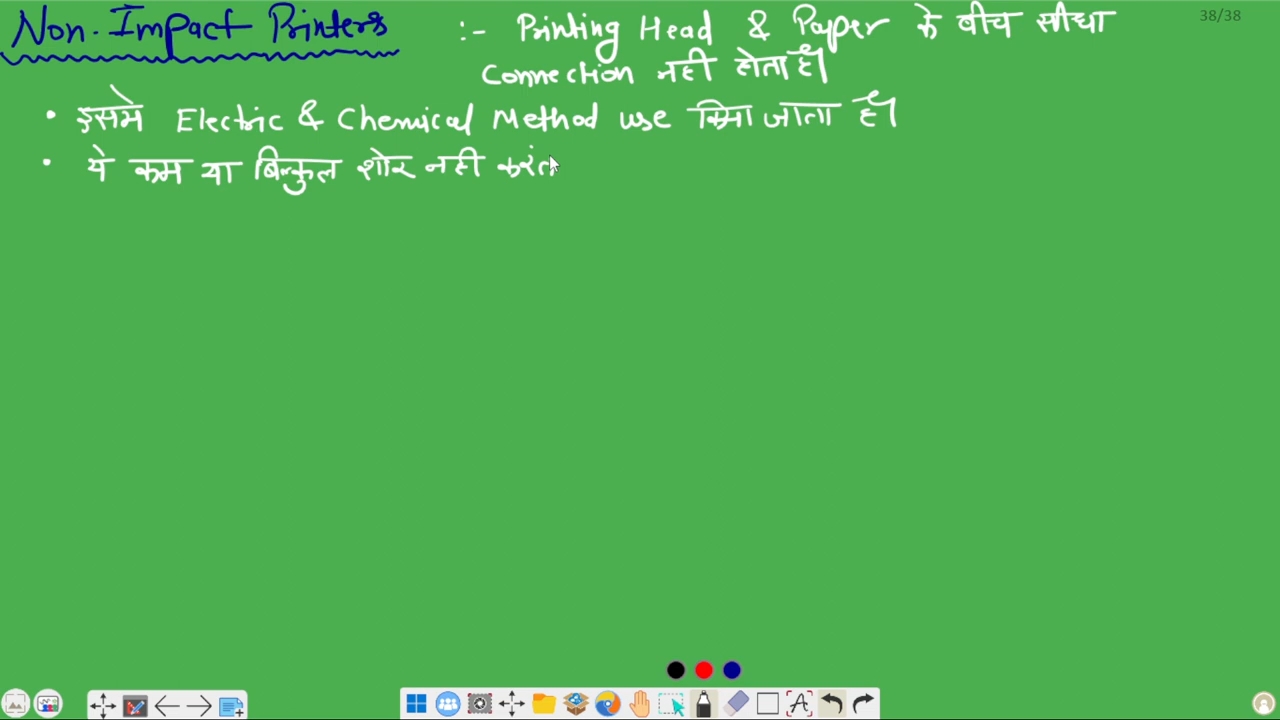 Non-Impact Printers :- Printing Head & Paper के बीच सीधा
Connection नही होता है।
• इसमे Electric & Chemical Method use किया जाता है।
• ये कम या बिल्कुल शोर नही करत
38/38